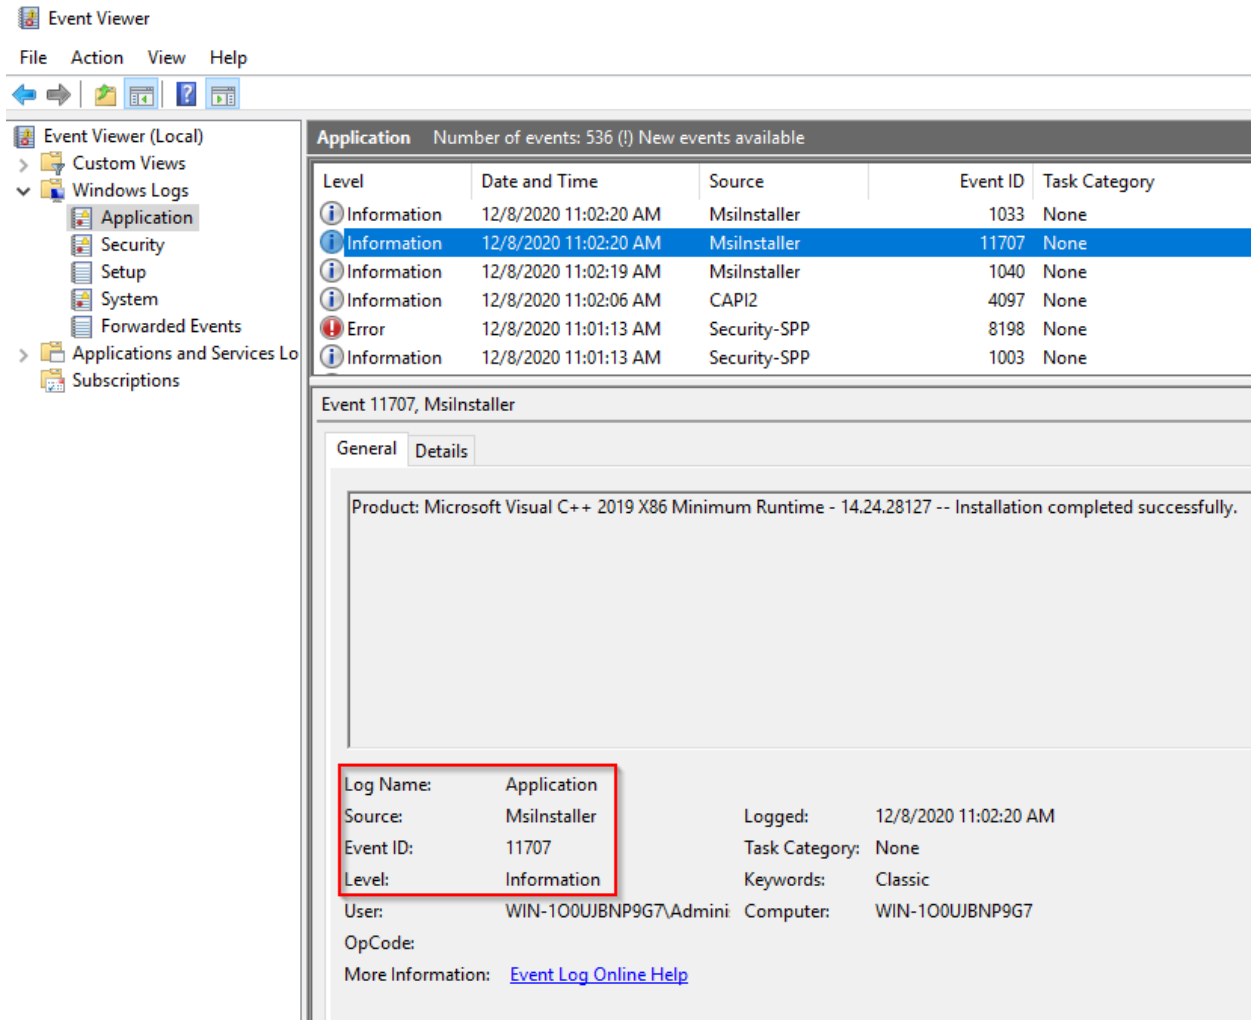 Event Viewer
File Action View Help
Event Viewer (Local)
Custom Views
Windows Logs
Application
Security
Setup
System
Forwarded Events
Applications and Services Lo
Subscriptions
Application Number of events: 536 (!) New events available
Level Date and Time Source Event ID Task Category
Information 12/8/2020 11:02:20 AM MsiInstaller 1033 None
Information 12/8/2020 11:02:20 AM MsiInstaller 11707 None
Information 12/8/2020 11:02:19 AM MsiInstaller 1040 None
Information 12/8/2020 11:02:06 AM CAPI2 4097 None
Error 12/8/2020 11:01:13 AM Security-SPP 8198 None
Information 12/8/2020 11:01:13 AM Security-SPP 1003 None
Event 11707, MsiInstaller
General Details
Product: Microsoft Visual C++ 2019 X86 Minimum Runtime - 14.24.28127 -- Installation completed successfully.
Log Name: Application
Source: MsiInstaller Logged: 12/8/2020 11:02:20 AM
Event ID: 11707 Task Category: None
Level: Information Keywords: Classic
User: WIN-1O0UJBNP9G7\Admini Computer: WIN-1O0UJBNP9G7
OpCode:
More Information: Event Log Online Help